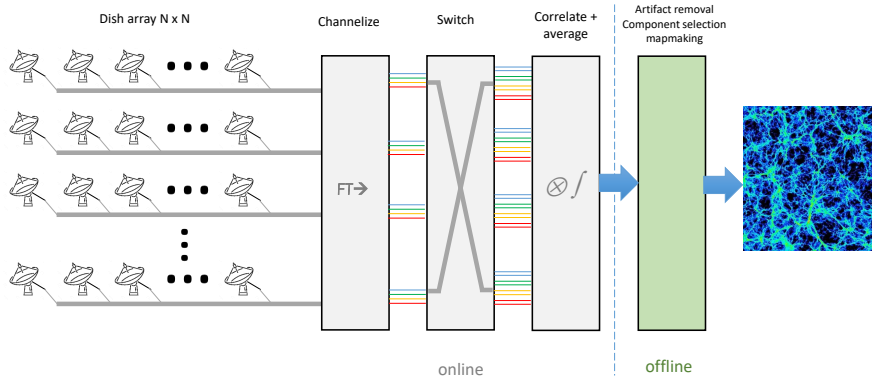 Dish array N x N
Channelize
Switch
Correlate +
average
Artifact removal
Component selection
mapmaking
FT→
⊗ ∫
online
offline